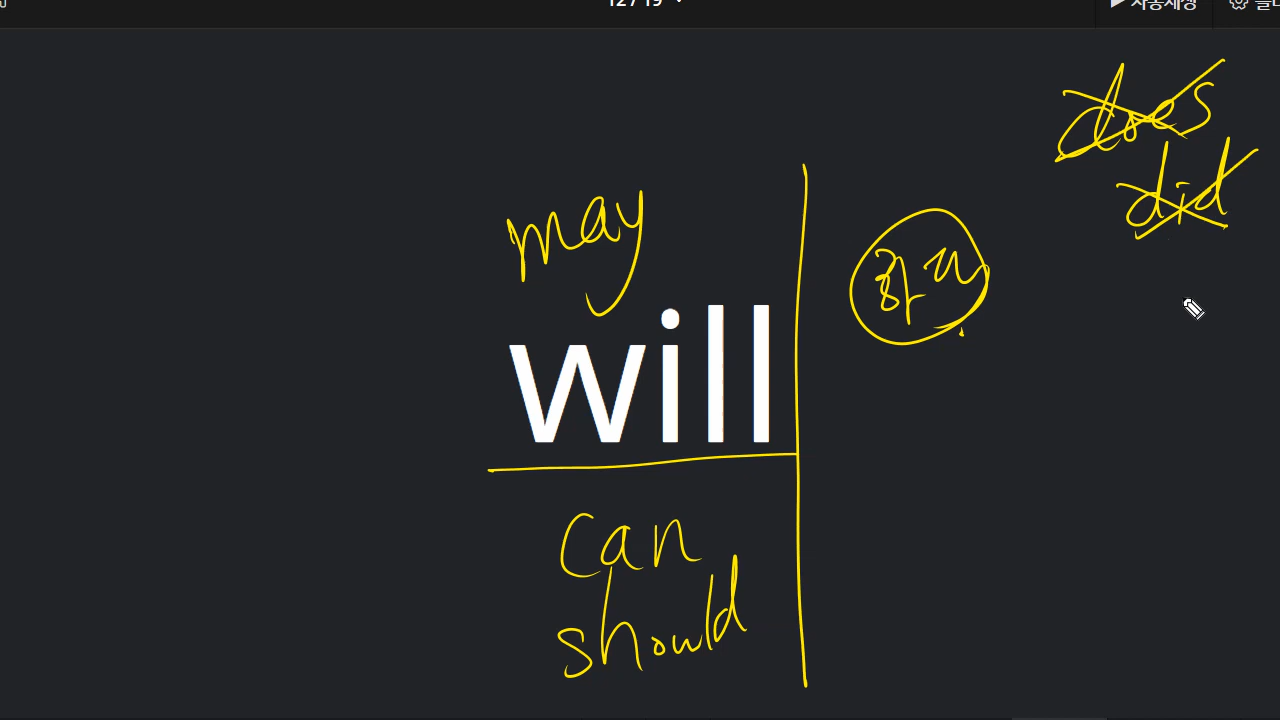 12 / 19
자동재생
does
did
may
will
can
should